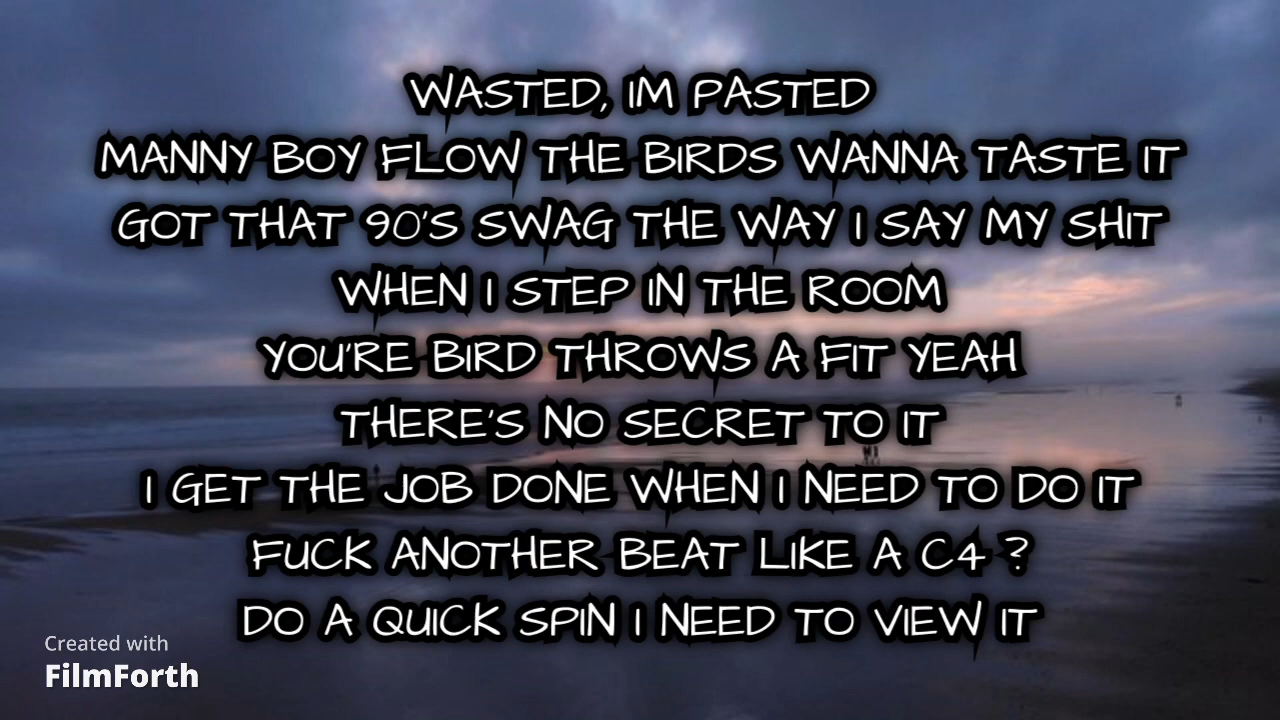 WASTED, IM PASTED
MANNY BOY FLOW THE BIRDS WANNA TASTE IT
GOT THAT 90'S SWAG THE WAY I SAY MY SHIT
WHEN I STEP IN THE ROOM
YOU'RE BIRD THROWS A FIT YEAH
THERE'S NO SECRET TO IT
I GET THE JOB DONE WHEN I NEED TO DO IT
FUCK ANOTHER BEAT LIKE A C4 ?
DO A QUICK SPIN I NEED TO VIEW IT
Created with
FilmForth